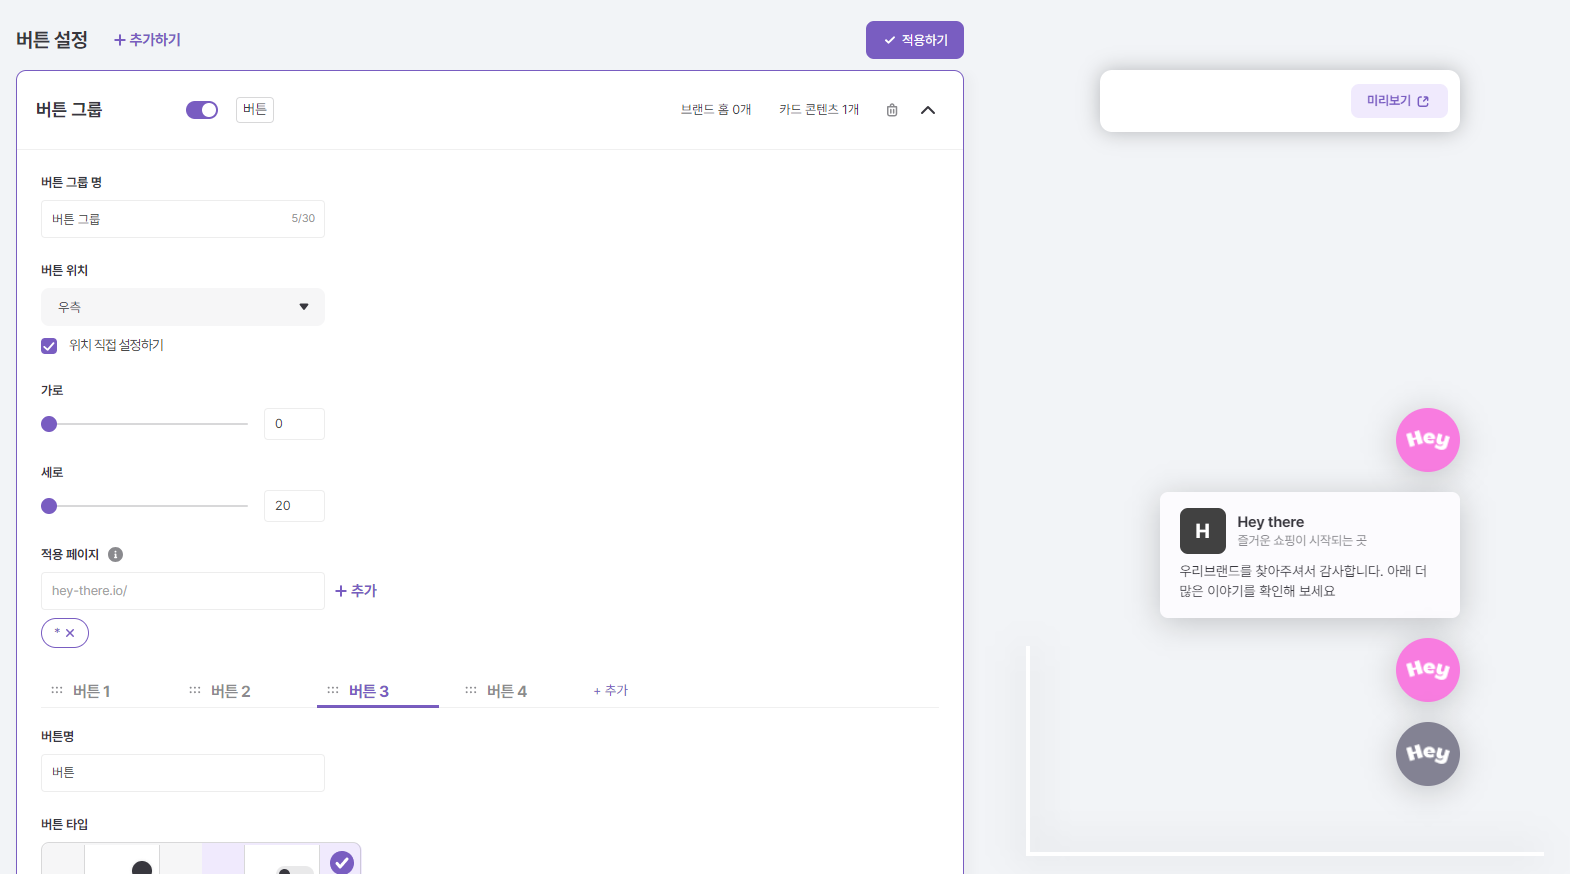 버튼 설정
+ 추가하기
적용하기
버튼 그룹
버튼
브랜드 홈 0개
카드 콘텐츠 1개
버튼 그룹 명
버튼 그룹
5/30
버튼 위치
우측
위치 직접 설정하기
가로
0
세로
20
적용 페이지
hey-there.io/
+ 추가
*
버튼 1
버튼 2
버튼 3
버튼 4
+ 추가
버튼명
버튼
버튼 타입
미리보기
Hey
H
Hey there
즐거운 쇼핑이 시작되는 곳
우리브랜드를 찾아주셔서 감사합니다. 아래 더
많은 이야기를 확인해 보세요
Hey
Hey